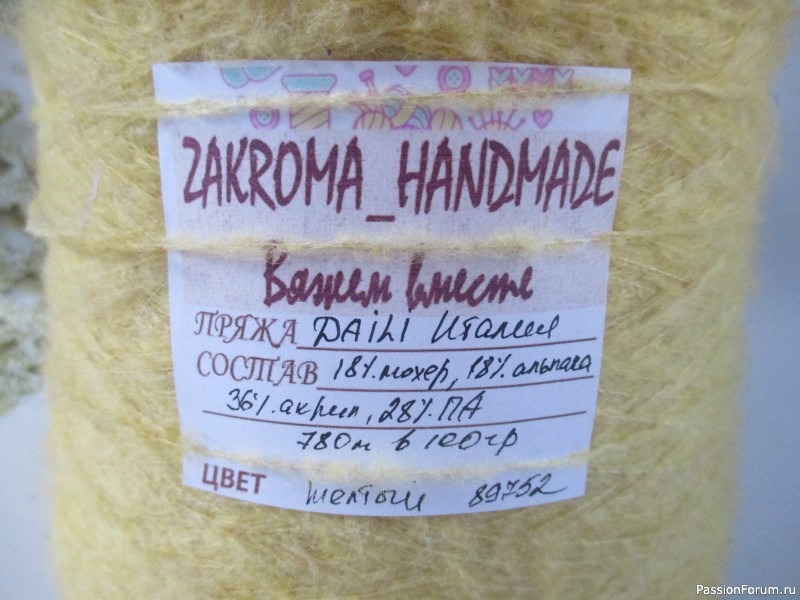 ZAKROMA_HANDMADE
Вяжем вместе
ПРЯЖА DAILI Италия
СОСТАВ 18%.мохер, 18%.альпака
36%.акрил, 28%.ПА
780м в 100гр
ЦВЕТ желтый 89752
PassionForum.ru